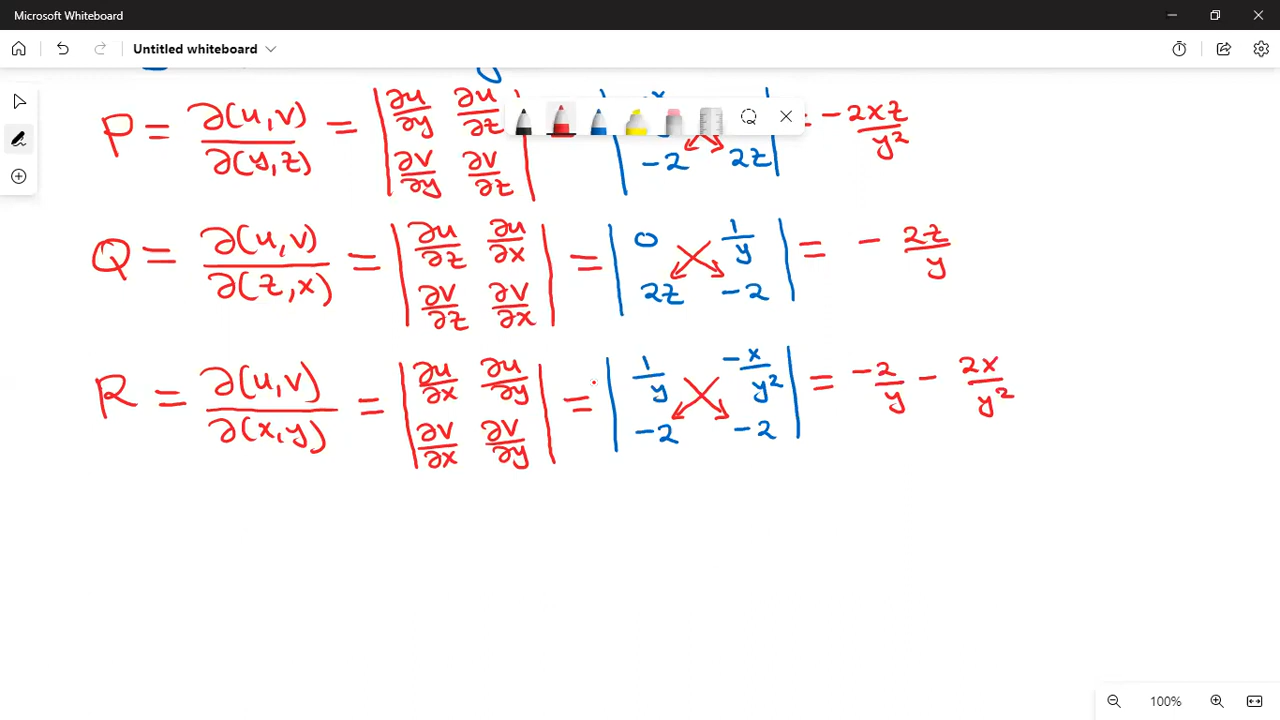 Microsoft Whiteboard
Untitled whiteboard
P = ∂(u,v)/∂(y,z) = |∂u/∂y ∂u/∂z; ∂v/∂y ∂v/∂z| x -2 2z| = -2xz/y²
Q = ∂(u,v)/∂(z,x) = |∂u/∂z ∂u/∂x; ∂v/∂z ∂v/∂x| = |0 1/y; 2z -2| = - 2z/y
R = ∂(u,v)/∂(x,y) = |∂u/∂x ∂u/∂y; ∂v/∂x ∂v/∂y| = |1/y -x/y²; -2 -2| = -2/y - 2x/y²
100%